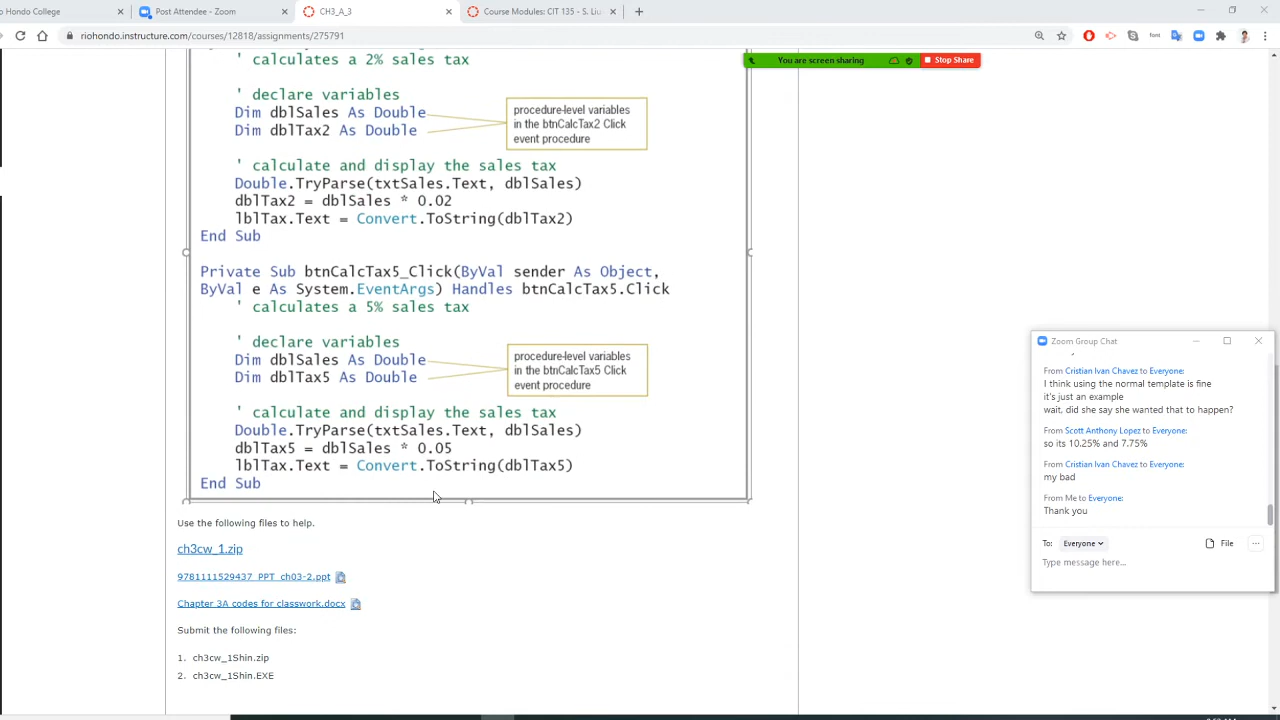 o Hondo College
Post Attendee - Zoom
CH3_A_3
Course Modules: CIT 135 - S. Liu
riohondo.instructure.com/courses/12818/assignments/275791
You are screen sharing
Stop Share
' calculates a 2% sales tax
' declare variables
Dim dblSales As Double
Dim dblTax2 As Double
procedure-level variables
in the btnCalcTax2 Click
event procedure
' calculate and display the sales tax
Double.TryParse(txtSales.Text, dblSales)
dblTax2 = dblSales * 0.02
lblTax.Text = Convert.ToString(dblTax2)
End Sub
Private Sub btnCalcTax5_Click(ByVal sender As Object,
ByVal e As System.EventArgs) Handles btnCalcTax5.Click
' calculates a 5% sales tax
' declare variables
Dim dblSales As Double
Dim dblTax5 As Double
procedure-level variables
in the btnCalcTax5 Click
event procedure
' calculate and display the sales tax
Double.TryParse(txtSales.Text, dblSales)
dblTax5 = dblSales * 0.05
lblTax.Text = Convert.ToString(dblTax5)
End Sub
Use the following files to help.
ch3cw_1.zip
9781111529437_PPT_ch03-2.ppt
Chapter 3A codes for classwork.docx
Submit the following files:
1. ch3cw_1Shin.zip
2. ch3cw_1Shin.EXE
Zoom Group Chat
From Cristian Ivan Chavez to Everyone:
I think using the normal template is fine
it's just an example
wait, did she say she wanted that to happen?
From Scott Anthony Lopez to Everyone:
so its 10.25% and 7.75%
From Cristian Ivan Chavez to Everyone:
my bad
From Me to Everyone:
Thank you
To: Everyone
File
Type message here...